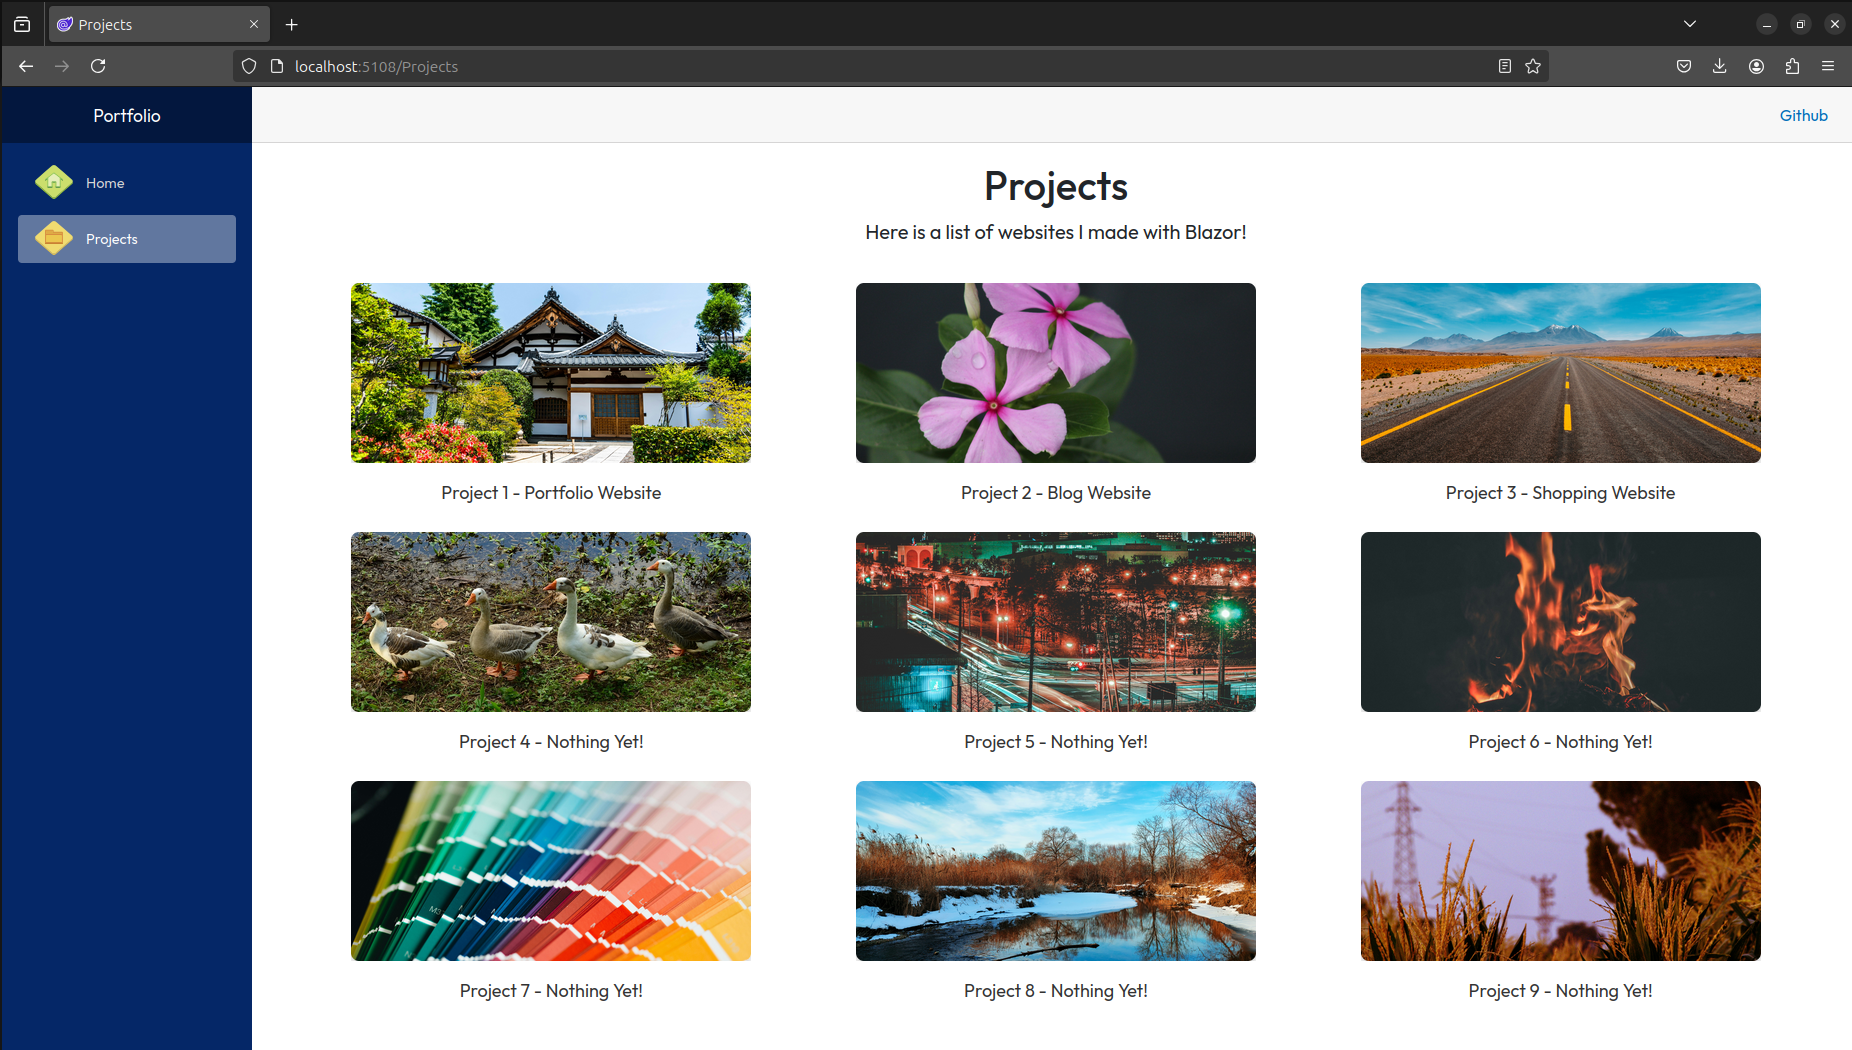 Projects
localhost:5108/Projects
Portfolio
Github
Home
Projects
Projects
Here is a list of websites I made with Blazor!
Project 1 - Portfolio Website
Project 2 - Blog Website
Project 3 - Shopping Website
Project 4 - Nothing Yet!
Project 5 - Nothing Yet!
Project 6 - Nothing Yet!
Project 7 - Nothing Yet!
Project 8 - Nothing Yet!
Project 9 - Nothing Yet!